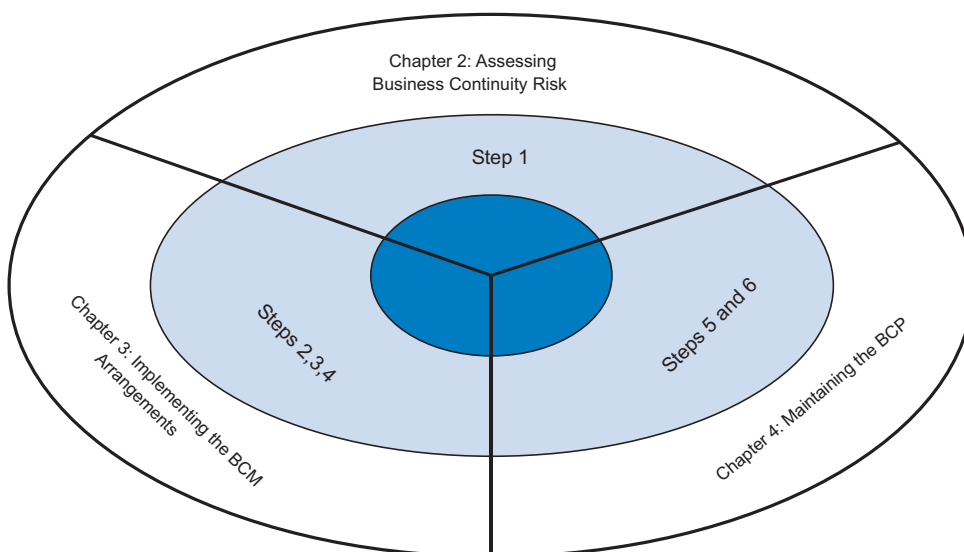 Chapter 2: Assessing
Business Continuity Risk
Step 1
Steps 2,3,4
Steps 5 and 6
Chapter 3: Implementing the BCM
Arrangements
Chapter 4: Maintaining the BCP